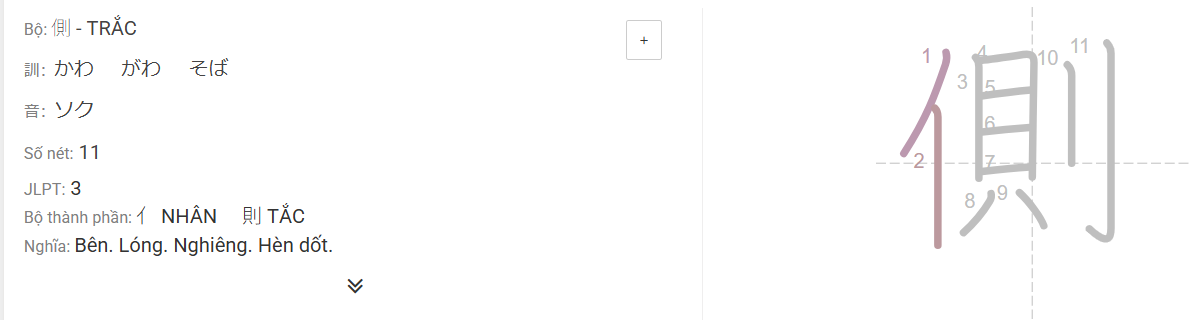 Bộ: 側 - TRẮC
+
訓: かわ がわ そば
音: ソク
Số nét: 11
JLPT: 3
Bộ thành phần: 亻 NHÂN 則 TẮC
Nghĩa: Bên. Lóng. Nghiêng. Hèn dốt.
側
1 2 3 4 5 6 7 8 9 10 11